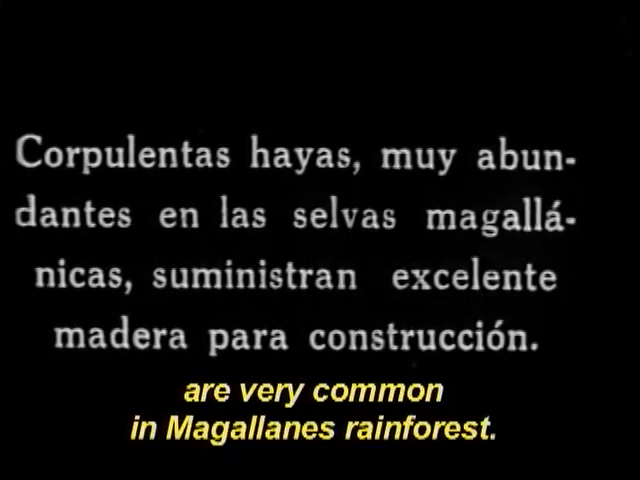 Corpulentas hayas, muy abun-
dantes en las selvas magallá-
nicas, suministran excelente
madera para construcción.
are very common
in Magallanes rainforest.